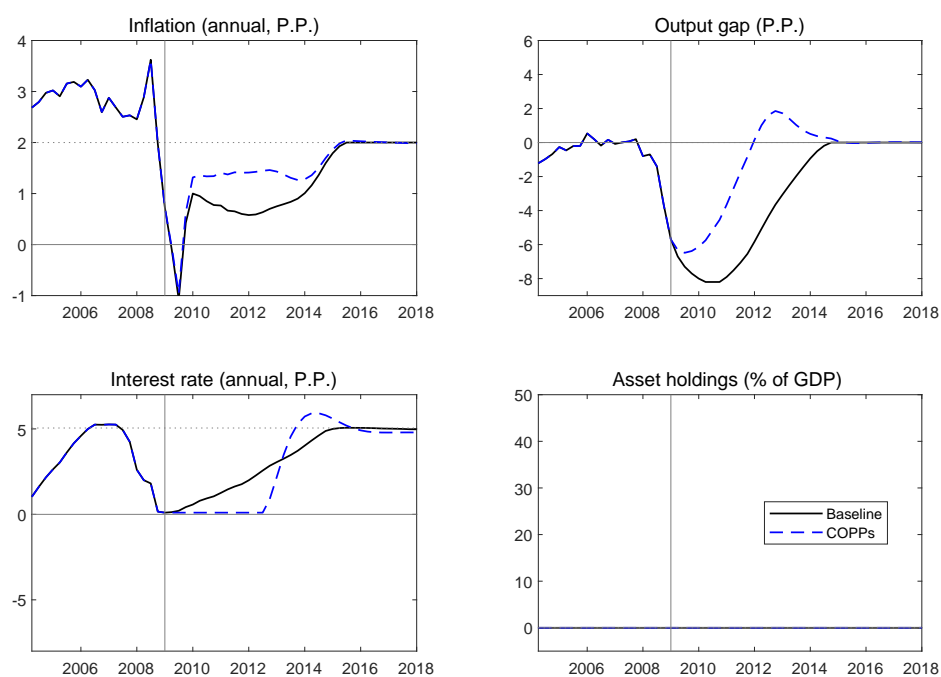 Inflation (annual, P.P.)
4
3
2
1
0
-1
2006 2008 2010 2012 2014 2016 2018
Output gap (P.P.)
6
4
2
0
-2
-4
-6
-8
2006 2008 2010 2012 2014 2016 2018
Interest rate (annual, P.P.)
5
0
-5
2006 2008 2010 2012 2014 2016 2018
Asset holdings (% of GDP)
50
40
30
20
10
0
Baseline
COPPs
2006 2008 2010 2012 2014 2016 2018